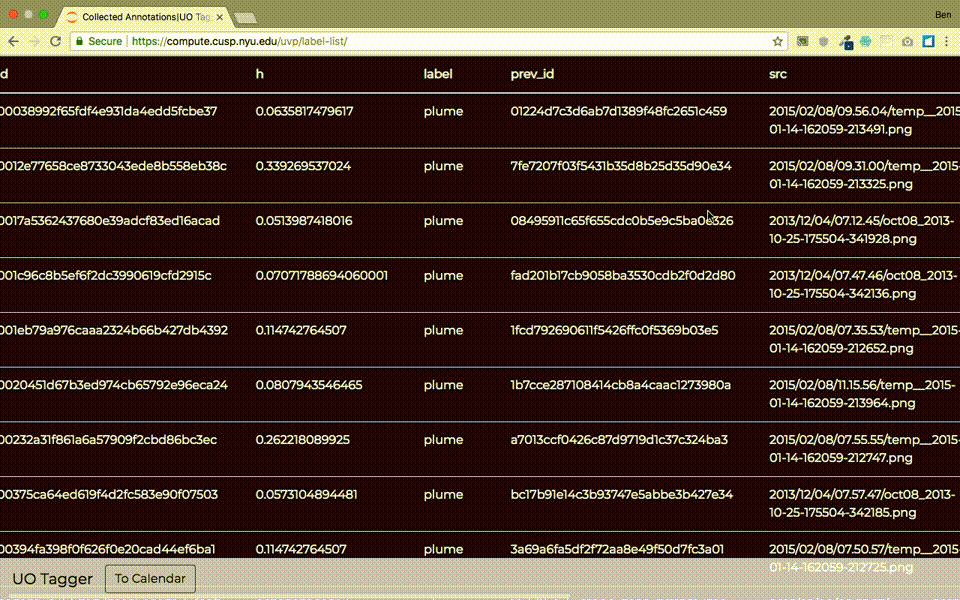 Collected Annotations|UO Tag
Ben
Secure https://compute.cusp.nyu.edu/uvp/label-list/
d h label prev_id src
00038992f65fdf4e931da4edd5fcbe37 0.0635817479617 plume 01224d7c3d6ab7d1389f48fc2651c459 2015/02/08/09.56.04/temp__2015-
01-14-162059-213491.png
0012e77658ce8733043ede8b558eb38c 0.339269537024 plume 7fe7207f03f5431b35d8b25d35d90e34 2015/02/08/09.31.00/temp__2015-
01-14-162059-213325.png
0017a5362437680e39adcf83ed16acad 0.0513987418016 plume 08495911c65f655cdc0b5e9c5ba0e326 2013/12/04/07.12.45/oct08_2013-
10-25-175504-341928.png
001c96c8b5ef6f2dc3990619cfd2915c 0.07071788694060001 plume fad201b17cb9058ba3530cdb2f0d2d80 2013/12/04/07.47.46/oct08_2013-
10-25-175504-342136.png
001eb79a976caaa2324b66b427db4392 0.114742764507 plume 1fcd792690611f5426ffc0f5369b03e5 2015/02/08/07.35.53/temp__2015-
01-14-162059-212652.png
0020451d67b3ed974cb65792e96eca24 0.0807943546465 plume 1b7cce287108414cb8a4caac1273980a 2015/02/08/11.15.56/temp__2015-
01-14-162059-213964.png
00232a31f861a6a57909f2cbd86bc3ec 0.262218089925 plume a7013ccf0426c87d9719d1c37c324ba3 2015/02/08/07.55.55/temp__2015-
01-14-162059-212747.png
00375ca64ed619f4d2fc583e90f07503 0.0573104894481 plume bc17b91e14c3b93747e5abbe3b427e34 2013/12/04/07.57.47/oct08_2013-
10-25-175504-342185.png
00394fa398f0f626f0e20cad44ef6ba1 0.114742764507 plume 3a69a6fa5df2f72aa8e49f50d7fc3a01 2015/02/08/07.50.57/temp__2015-
01-14-162059-212725.png
UO Tagger To Calendar